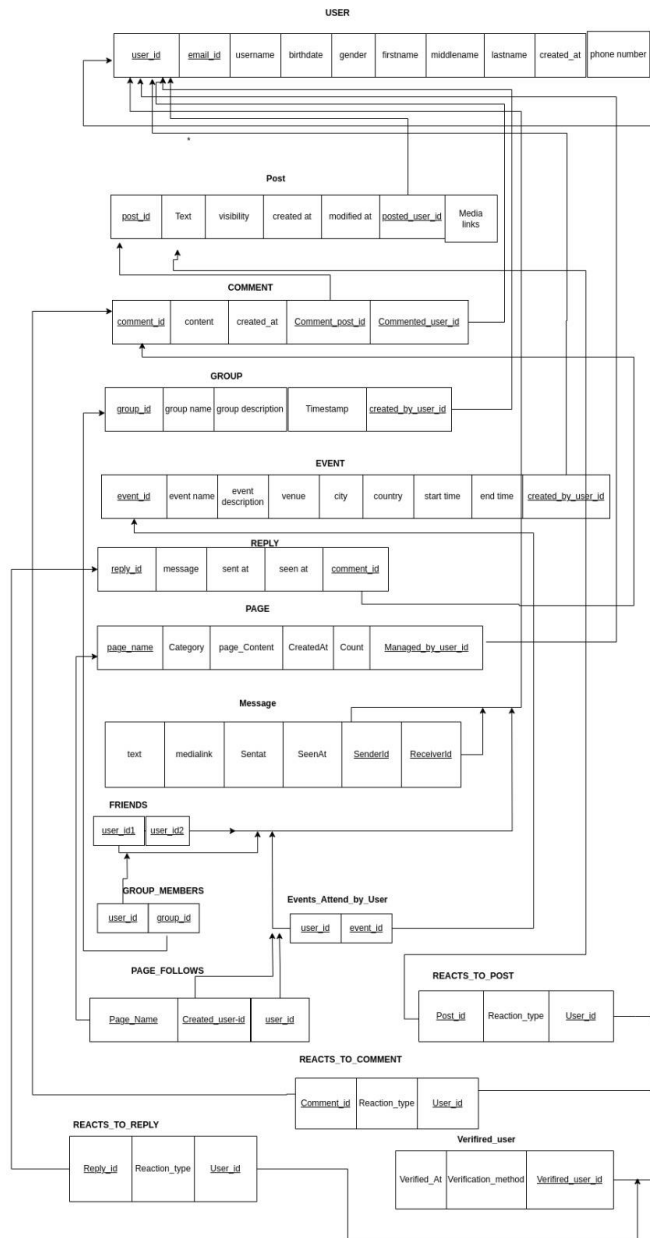 USER
user_id email_id username birthdate gender firstname middlename lastname created_at phone number
*
Post
post_id Text visibility created at modified at posted_user_id Media
links
COMMENT
comment_id content created_at Comment_post_id Commented_user_id
GROUP
group_id group name group description Timestamp created_by_user_id
EVENT
event_id event name event
description venue city country start time end time created_by_user_id
REPLY
reply_id message sent at seen at comment_id
PAGE
page_name Category page_Content CreatedAt Count Managed_by_user_id
Message
text medialink Sentat SeenAt SenderId ReceiverId
FRIENDS
user_id1 user_id2
GROUP_MEMBERS
user_id group_id
Events_Attend_by_User
user_id event_id
PAGE_FOLLOWS
Page_Name Created_user-id user_id
REACTS_TO_POST
Post_id Reaction_type User_id
REACTS_TO_COMMENT
Comment_id Reaction_type User_id
REACTS_TO_REPLY
Reply_id Reaction_type User_id
Verifired_user
Verified_At Verification_method Verifired_user_id